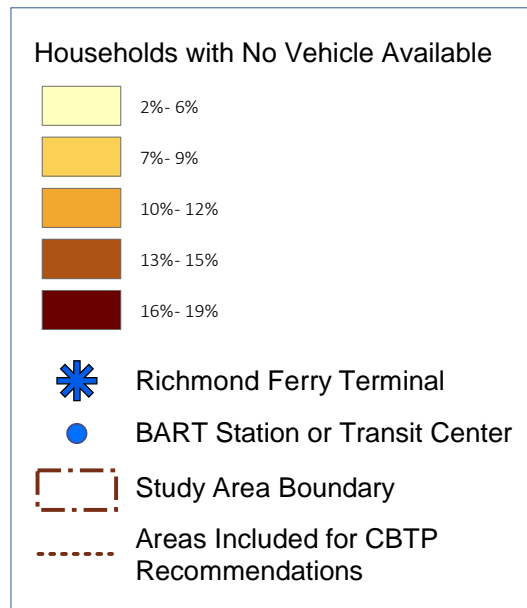 Households with No Vehicle Available
2%- 6%
7%- 9%
10%- 12%
13%- 15%
16%- 19%
Richmond Ferry Terminal
BART Station or Transit Center
Study Area Boundary
Areas Included for CBTP
Recommendations